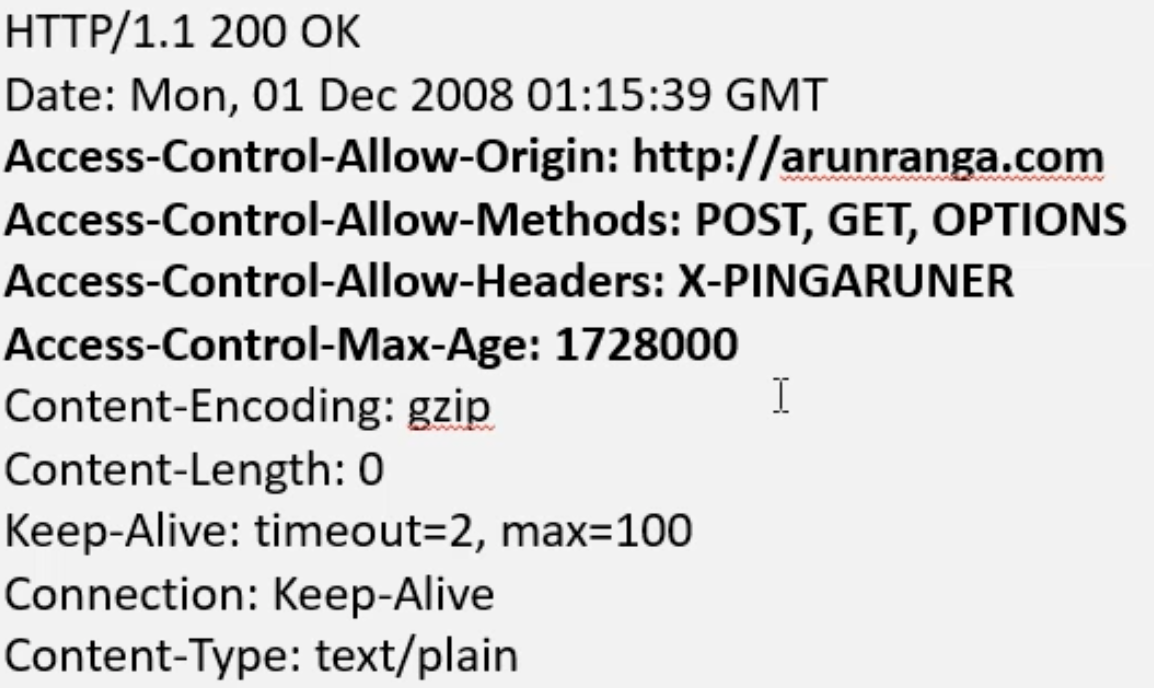 HTTP/1.1 200 OK
Date: Mon, 01 Dec 2008 01:15:39 GMT
Access-Control-Allow-Origin: http://arunranga.com
Access-Control-Allow-Methods: POST, GET, OPTIONS
Access-Control-Allow-Headers: X-PINGARUNER
Access-Control-Max-Age: 1728000
Content-Encoding: gzip
Content-Length: 0
Keep-Alive: timeout=2, max=100
Connection: Keep-Alive
Content-Type: text/plain